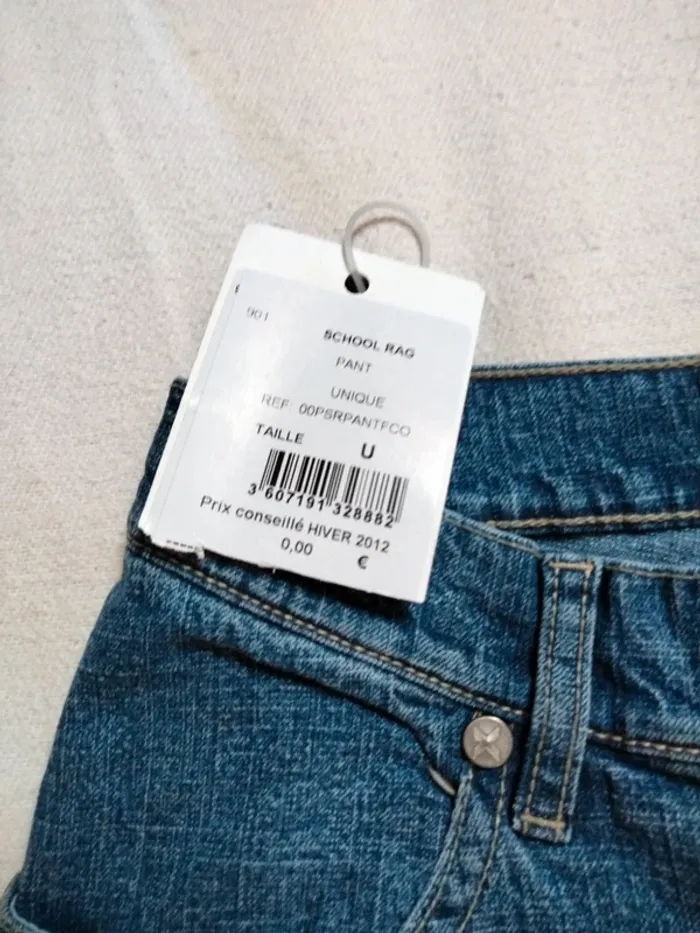 901
SCHOOL RAG
PANT
UNIQUE
REF: 00PSRPANTFCO
TAILLE U
3 607191 328882
Prix conseillé HIVER 2012
0,00 €